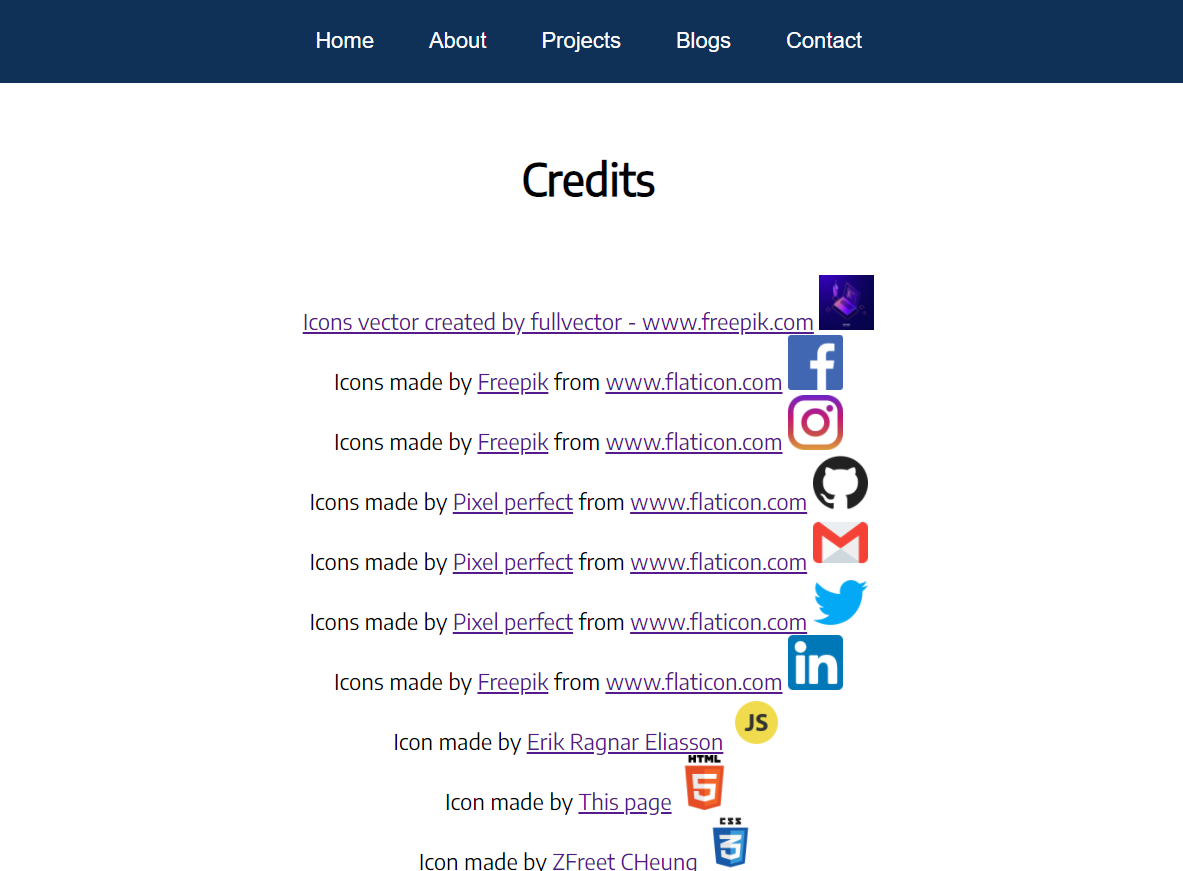 Home About Projects Blogs Contact
Credits
Icons vector created by fullvector - www.freepik.com
Icons made by Freepik from www.flaticon.com
Icons made by Freepik from www.flaticon.com
Icons made by Pixel perfect from www.flaticon.com
Icons made by Pixel perfect from www.flaticon.com
Icons made by Pixel perfect from www.flaticon.com
Icons made by Freepik from www.flaticon.com
in
JS
Icon made by Erik Ragnar Eliasson
HTML
5
Icon made by This page
CSS
3
Icon made by ZFreet CHeung